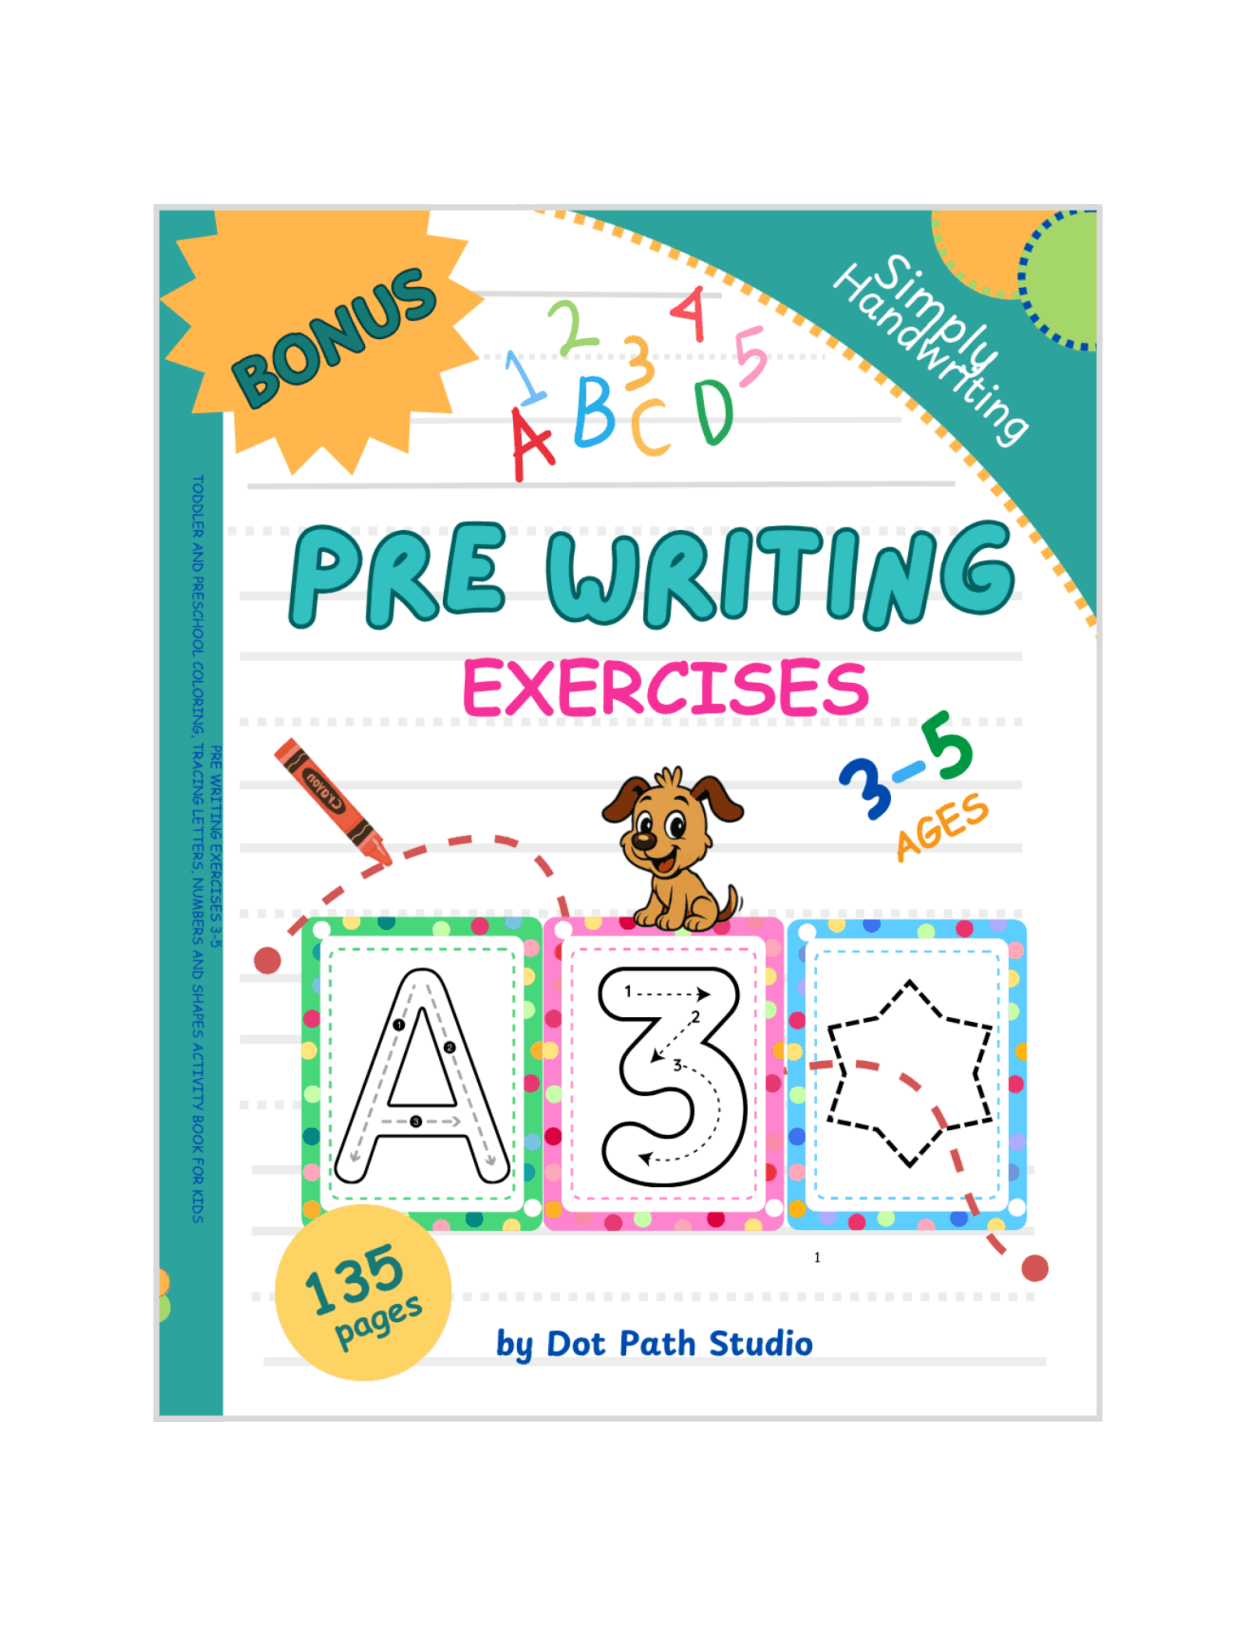 BONUS
Simply
Handwriting
1 2 3 4 5
A B C D
PRE WRITING
EXERCISES
3-5
AGES
crayon
A
1
2
3
3
1
2
3
1
135
pages
by Dot Path Studio
PRE WRITING EXERCISES 3-5
TODDLER AND PRESCHOOL COLORING, TRACING LETTERS, NUMBERS AND SHAPES ACTIVITY BOOK FOR KIDS